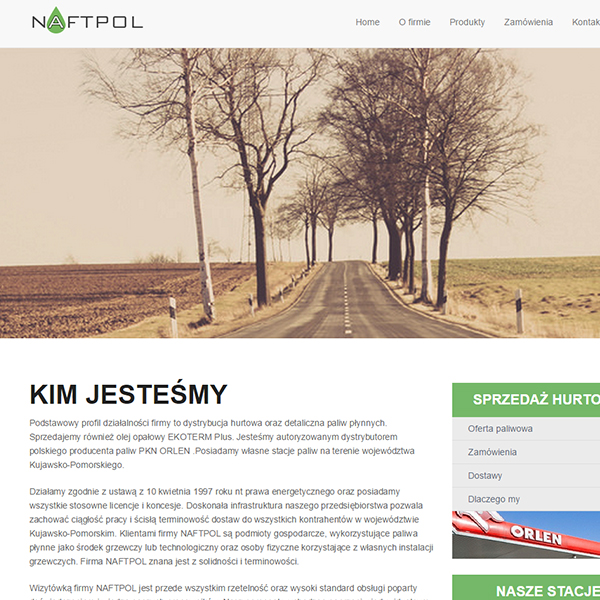 NAFTPOL
Home O firmie Produkty Zamówienia
KIM JESTEŚMY
Podstawowy profil działalności firmy to dystrybucja hurtowa oraz detaliczna paliw płynnych.
Sprzedajemy również olej opałowy EKOTERM Plus. Jesteśmy autoryzowanym dystrybutorem
polskiego producenta paliw PKN ORLEN .Posiadamy własne stacje paliw na terenie województwa
Kujawsko-Pomorskiego.
Działamy zgodnie z ustawą z 10 kwietnia 1997 roku nt prawa energetycznego oraz posiadamy
wszystkie stosowne licencje i koncesje. Doskonała infrastruktura naszego przedsiębiorstwa pozwala
zachować ciągłość pracy i ścisłą terminowość dostaw do wszystkich kontrahentów w województwie
Kujawsko-Pomorskim. Klientami firmy NAFTPOL są podmioty gospodarcze, wykorzystujące paliwa
płynne jako środek grzewczy lub technologiczny oraz osoby fizyczne korzystające z własnych instalacji
grzewczych. Firma NAFTPOL znana jest z solidności i terminowości.
Wizytówką firmy NAFTPOL jest przede wszystkim rzetelność oraz wysoki standard obsługi poparty
SPRZEDAŻ HURTO
Oferta paliwowa
Zamówienia
Dostawy
Dlaczego my
ORLEN
NASZE STACJE